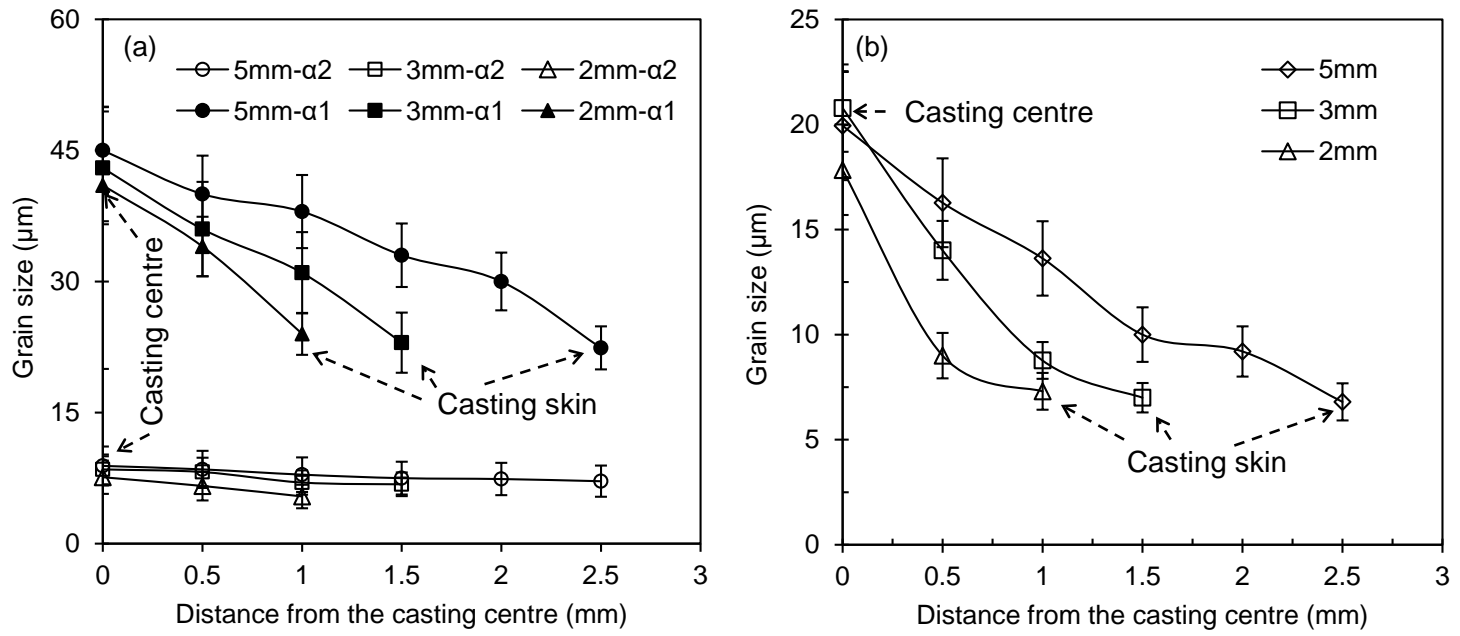 (a)
5mm-α2 3mm-α2 2mm-α2
5mm-α1 3mm-α1 2mm-α1
60
45
30
15
0
Grain size (μm)
Casting centre
Casting skin
0 0.5 1 1.5 2 2.5 3
Distance from the casting centre (mm)
(b)
5mm
3mm
2mm
25
20
15
10
5
0
Grain size (μm)
Casting centre
Casting skin
0 0.5 1 1.5 2 2.5 3
Distance from the casting centre (mm)